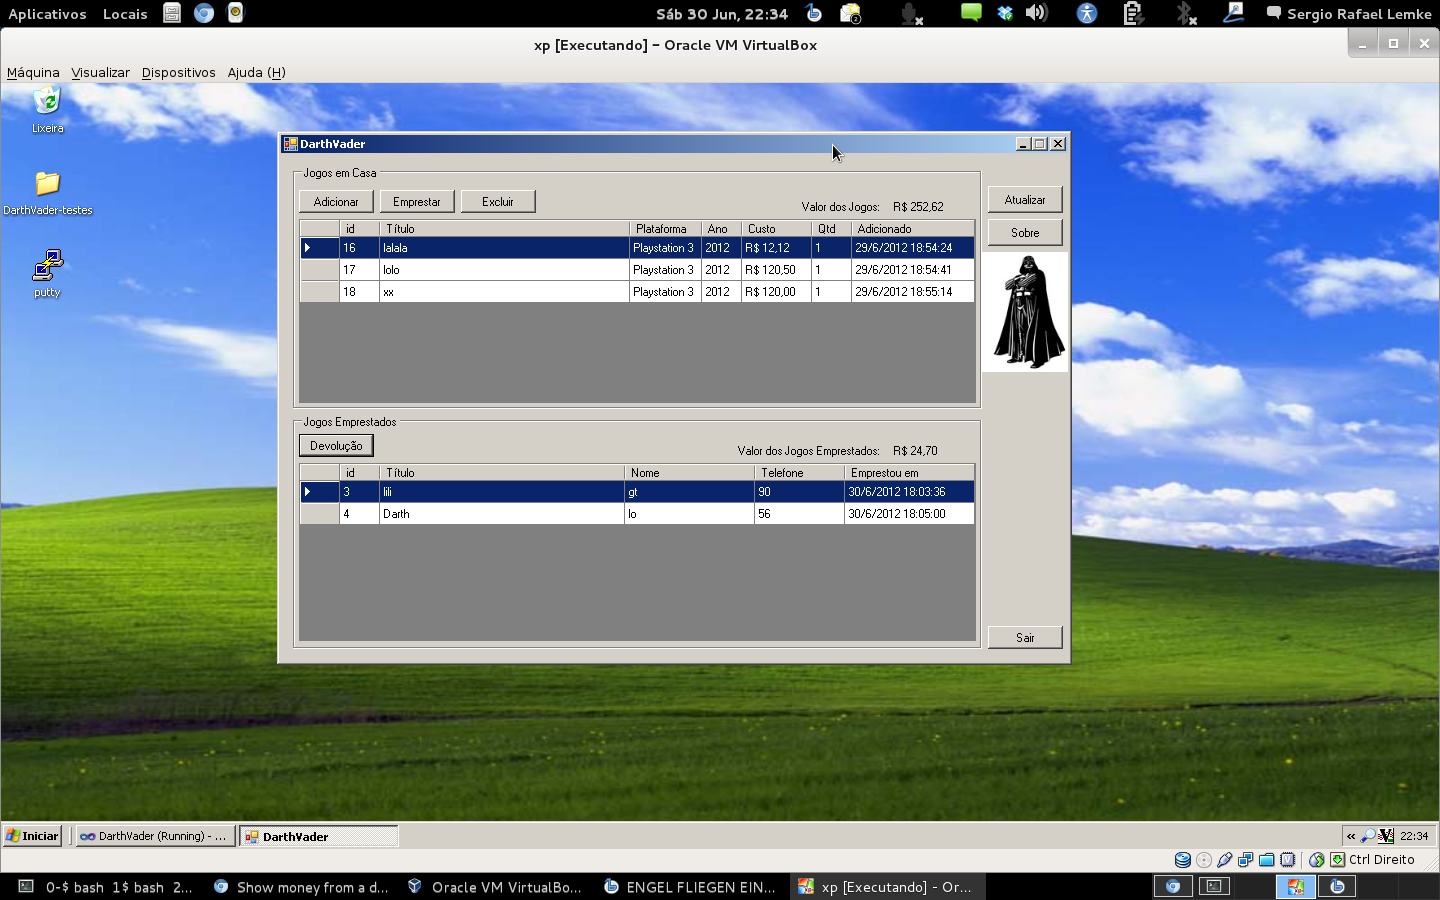 Aplicativos Locais Sáb 30 Jun, 22:34 Sergio Rafael Lemke
xp [Executando] – Oracle VM VirtualBox
Máquina Visualizar Dispositivos Ajuda (H)
Lixeira
DarthVader-testes
putty
DarthVader
Jogos em Casa
Adicionar Emprestar Excluir Valor dos Jogos: R$ 252,62
id Título Plataforma Ano Custo Qtd Adicionado
16 lalala Playstation 3 2012 R$ 12,12 1 29/6/2012 18:54:24
17 lolo Playstation 3 2012 R$ 120,50 1 29/6/2012 18:54:41
18 xx Playstation 3 2012 R$ 120,00 1 29/6/2012 18:55:14
Atualizar
Sobre
Jogos Emprestados
Devolução Valor dos Jogos Emprestados: R$ 24,70
id Título Nome Telefone Emprestou em
3 lili gt 90 30/6/2012 18:03:36
4 Darth lo 56 30/6/2012 18:05:00
Sair
Iniciar DarthVader (Running) - ... DarthVader « 22:34
Ctrl Direito
0-$ bash 1$ bash 2... Show money from a d... Oracle VM VirtualBo... ENGEL FLIEGEN EIN... xp [Executando] – Or...